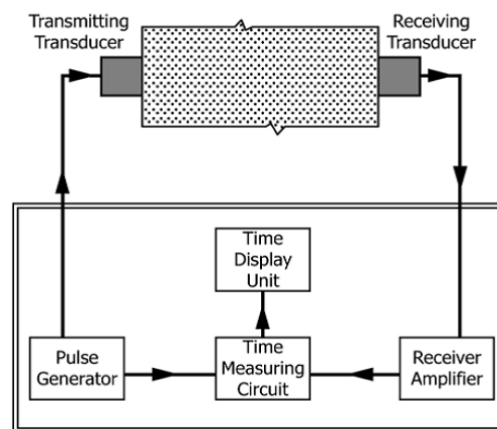 Transmitting
Transducer
Receiving
Transducer
Time
Display
Unit
Pulse
Generator
Time
Measuring
Circuit
Receiver
Amplifier